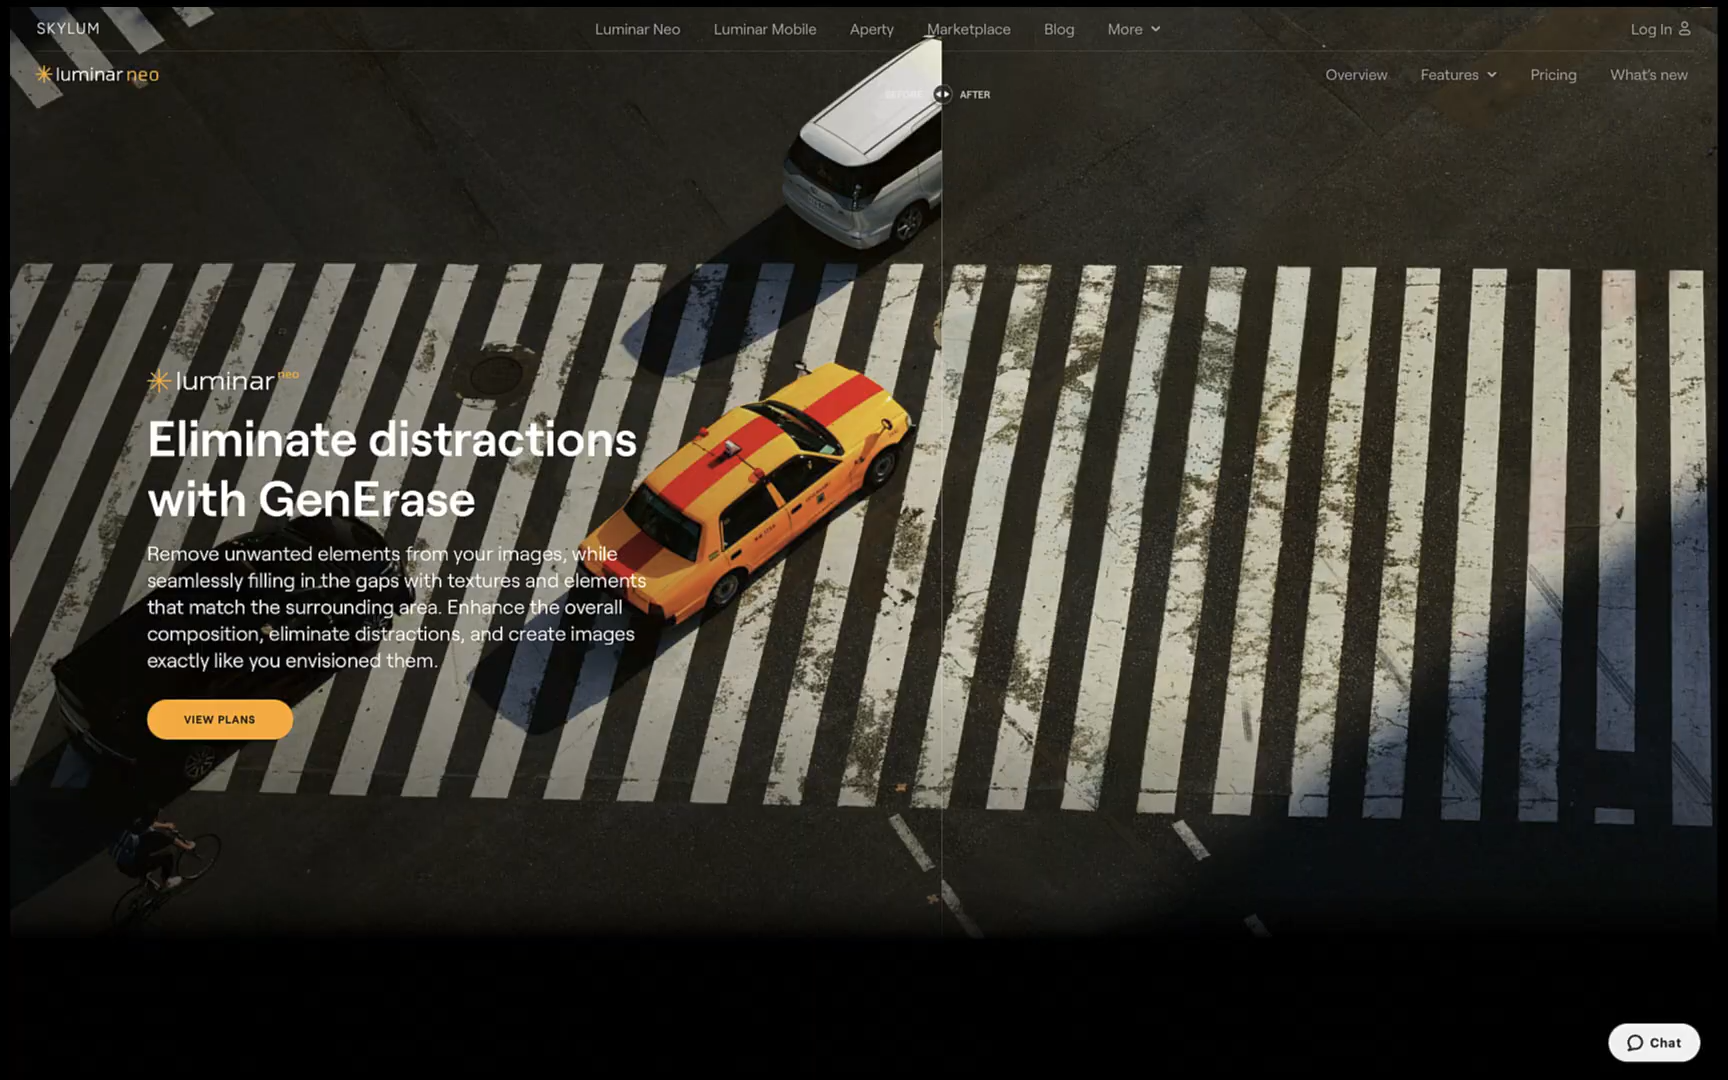 SKYLUM
Luminar Neo
Luminar Mobile
Aperty
Marketplace
Blog
More
Log In
luminar neo
Overview
Features
Pricing
What's new
BEFORE
AFTER
luminar neo
Eliminate distractions
with GenErase
Remove unwanted elements from your images, while
seamlessly filling in the gaps with textures and elements
that match the surrounding area. Enhance the overall
composition, eliminate distractions, and create images
exactly like you envisioned them.
VIEW PLANS
Chat